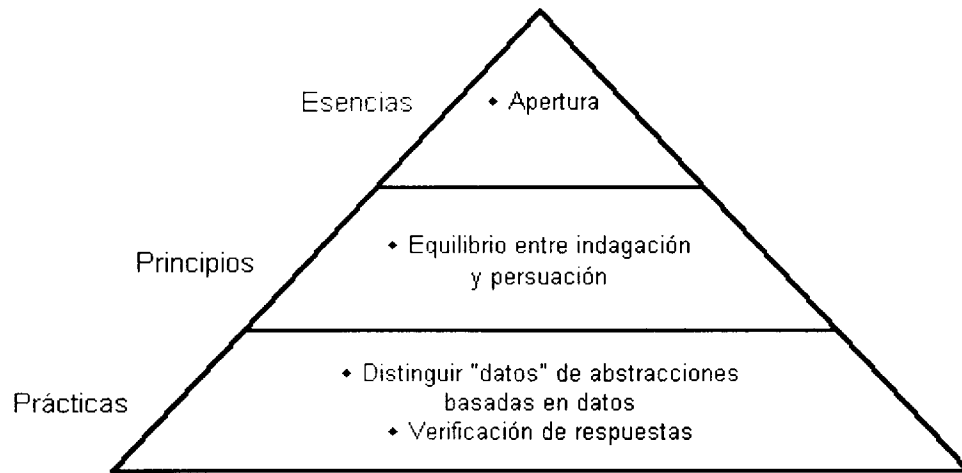 Esencias
♦ Apertura
Principios
♦ Equilibrio entre indagación
y persuación
Prácticas
♦ Distinguir "datos" de abstracciones
basadas en datos
♦ Verificación de respuestas